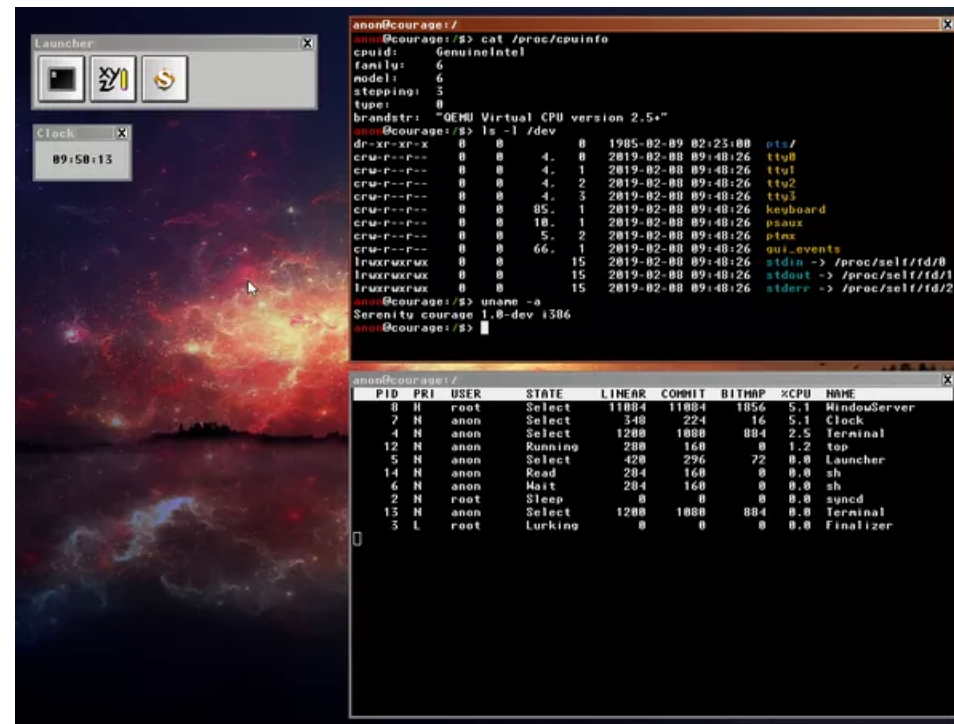 Launcher X
XYZ
Clock X
09:50:13
anon@courage:/ X
anon@courage:/$> cat /proc/cpuinfo
cpuid: GenuineIntel
family: 6
model: 6
stepping: 3
type: 0
brandstr: "QEMU Virtual CPU version 2.5+"
anon@courage:/$> ls -l /dev
dr-xr-xr-x 0 0 0 1985-02-09 02:23:00 pts/
crw-r--r-- 0 0 4, 0 2019-02-08 09:48:26 tty0
crw-r--r-- 0 0 4, 1 2019-02-08 09:48:26 tty1
crw-r--r-- 0 0 4, 2 2019-02-08 09:48:26 tty2
crw-r--r-- 0 0 4, 3 2019-02-08 09:48:26 tty3
crw-r--r-- 0 0 85, 1 2019-02-08 09:48:26 keyboard
crw-r--r-- 0 0 10, 1 2019-02-08 09:48:26 psaux
crw-r--r-- 0 0 5, 2 2019-02-08 09:48:26 ptmx
crw-r--r-- 0 0 66, 1 2019-02-08 09:48:26 gui_events
lrwxrwxrwx 0 0 15 2019-02-08 09:48:26 stdin -> /proc/self/fd/0
lrwxrwxrwx 0 0 15 2019-02-08 09:48:26 stdout -> /proc/self/fd/1
lrwxrwxrwx 0 0 15 2019-02-08 09:48:26 stderr -> /proc/self/fd/2
anon@courage:/$> uname -a
Serenity courage 1.0-dev i386
anon@courage:/$>
anon@courage:/ X
PID PRI USER STATE LINEAR COMMIT BITMAP %CPU NAME
8 H root Select 11084 11084 1856 5.1 WindowServer
7 N anon Select 348 224 16 5.1 Clock
4 N anon Select 1200 1080 884 2.5 Terminal
12 N anon Running 280 160 0 1.2 top
5 N anon Select 420 296 72 0.0 Launcher
14 N anon Read 284 160 0 0.0 sh
6 N anon Wait 284 160 0 0.0 sh
2 N root Sleep 0 0 0 0.0 syncd
13 N anon Select 1200 1080 884 0.0 Terminal
3 L root Lurking 0 0 0 0.0 Finalizer